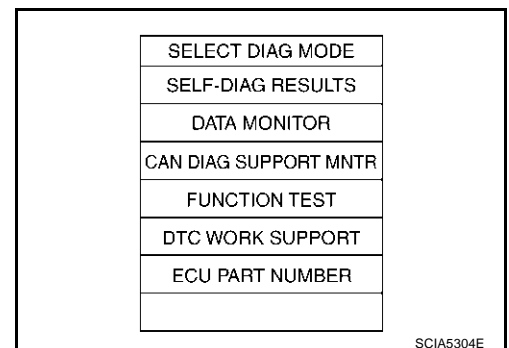 SELECT DIAG MODE
SELF-DIAG RESULTS
DATA MONITOR
CAN DIAG SUPPORT MNTR
FUNCTION TEST
DTC WORK SUPPORT
ECU PART NUMBER
SCIA5304E